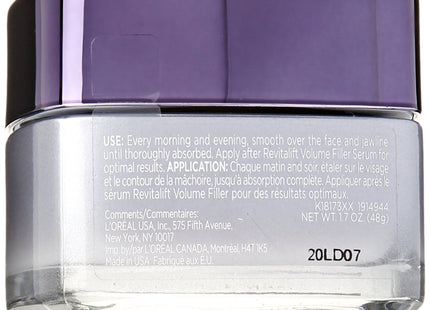 USE: Every morning and evening, smooth over the face and jawline
until thoroughly absorbed. Apply after Revitalift Volume Filler Serum for
optimal results. APPLICATION: Chaque matin and soir, étaler sur le visage
et le contour de la mâchoire, jusqu'à absorption complète. Appliquer après le
serum Revitalift Volume Filler pour des résultats optimaux.
K18173XX 1914944
Comments/Commentaires: NET WT. 1.7 OZ. (48g)
L'OREAL USA, Inc., 575 Fifth Avenue,
New York, NY 10017
Imp. by/par L'OREAL CANADA, Montréal H4T 1K5
Made in USA Fabriqué aux E.U.
20LD07